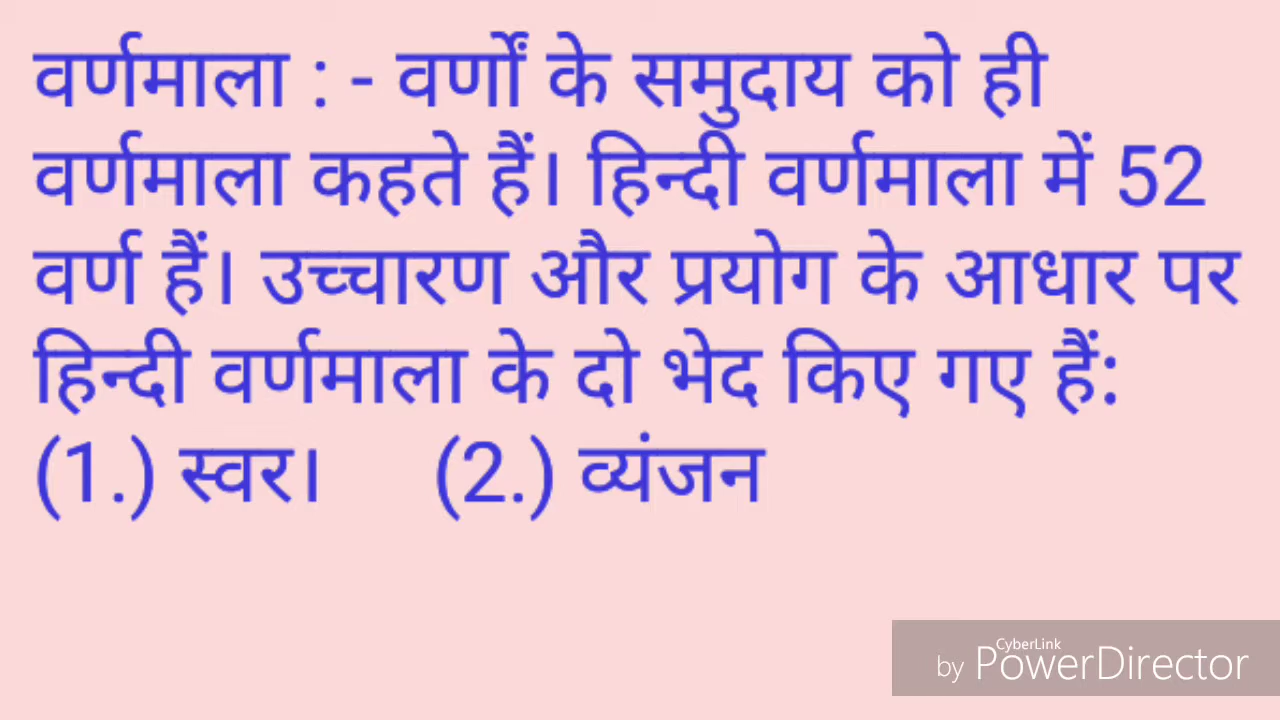 वर्णमाला : - वर्णों के समुदाय को ही
वर्णमाला कहते हैं। हिन्दी वर्णमाला में 52
वर्ण हैं। उच्चारण और प्रयोग के आधार पर
हिन्दी वर्णमाला के दो भेद किए गए हैं:
(1.) स्वर। (2.) व्यंजन
CyberLink
by PowerDirector